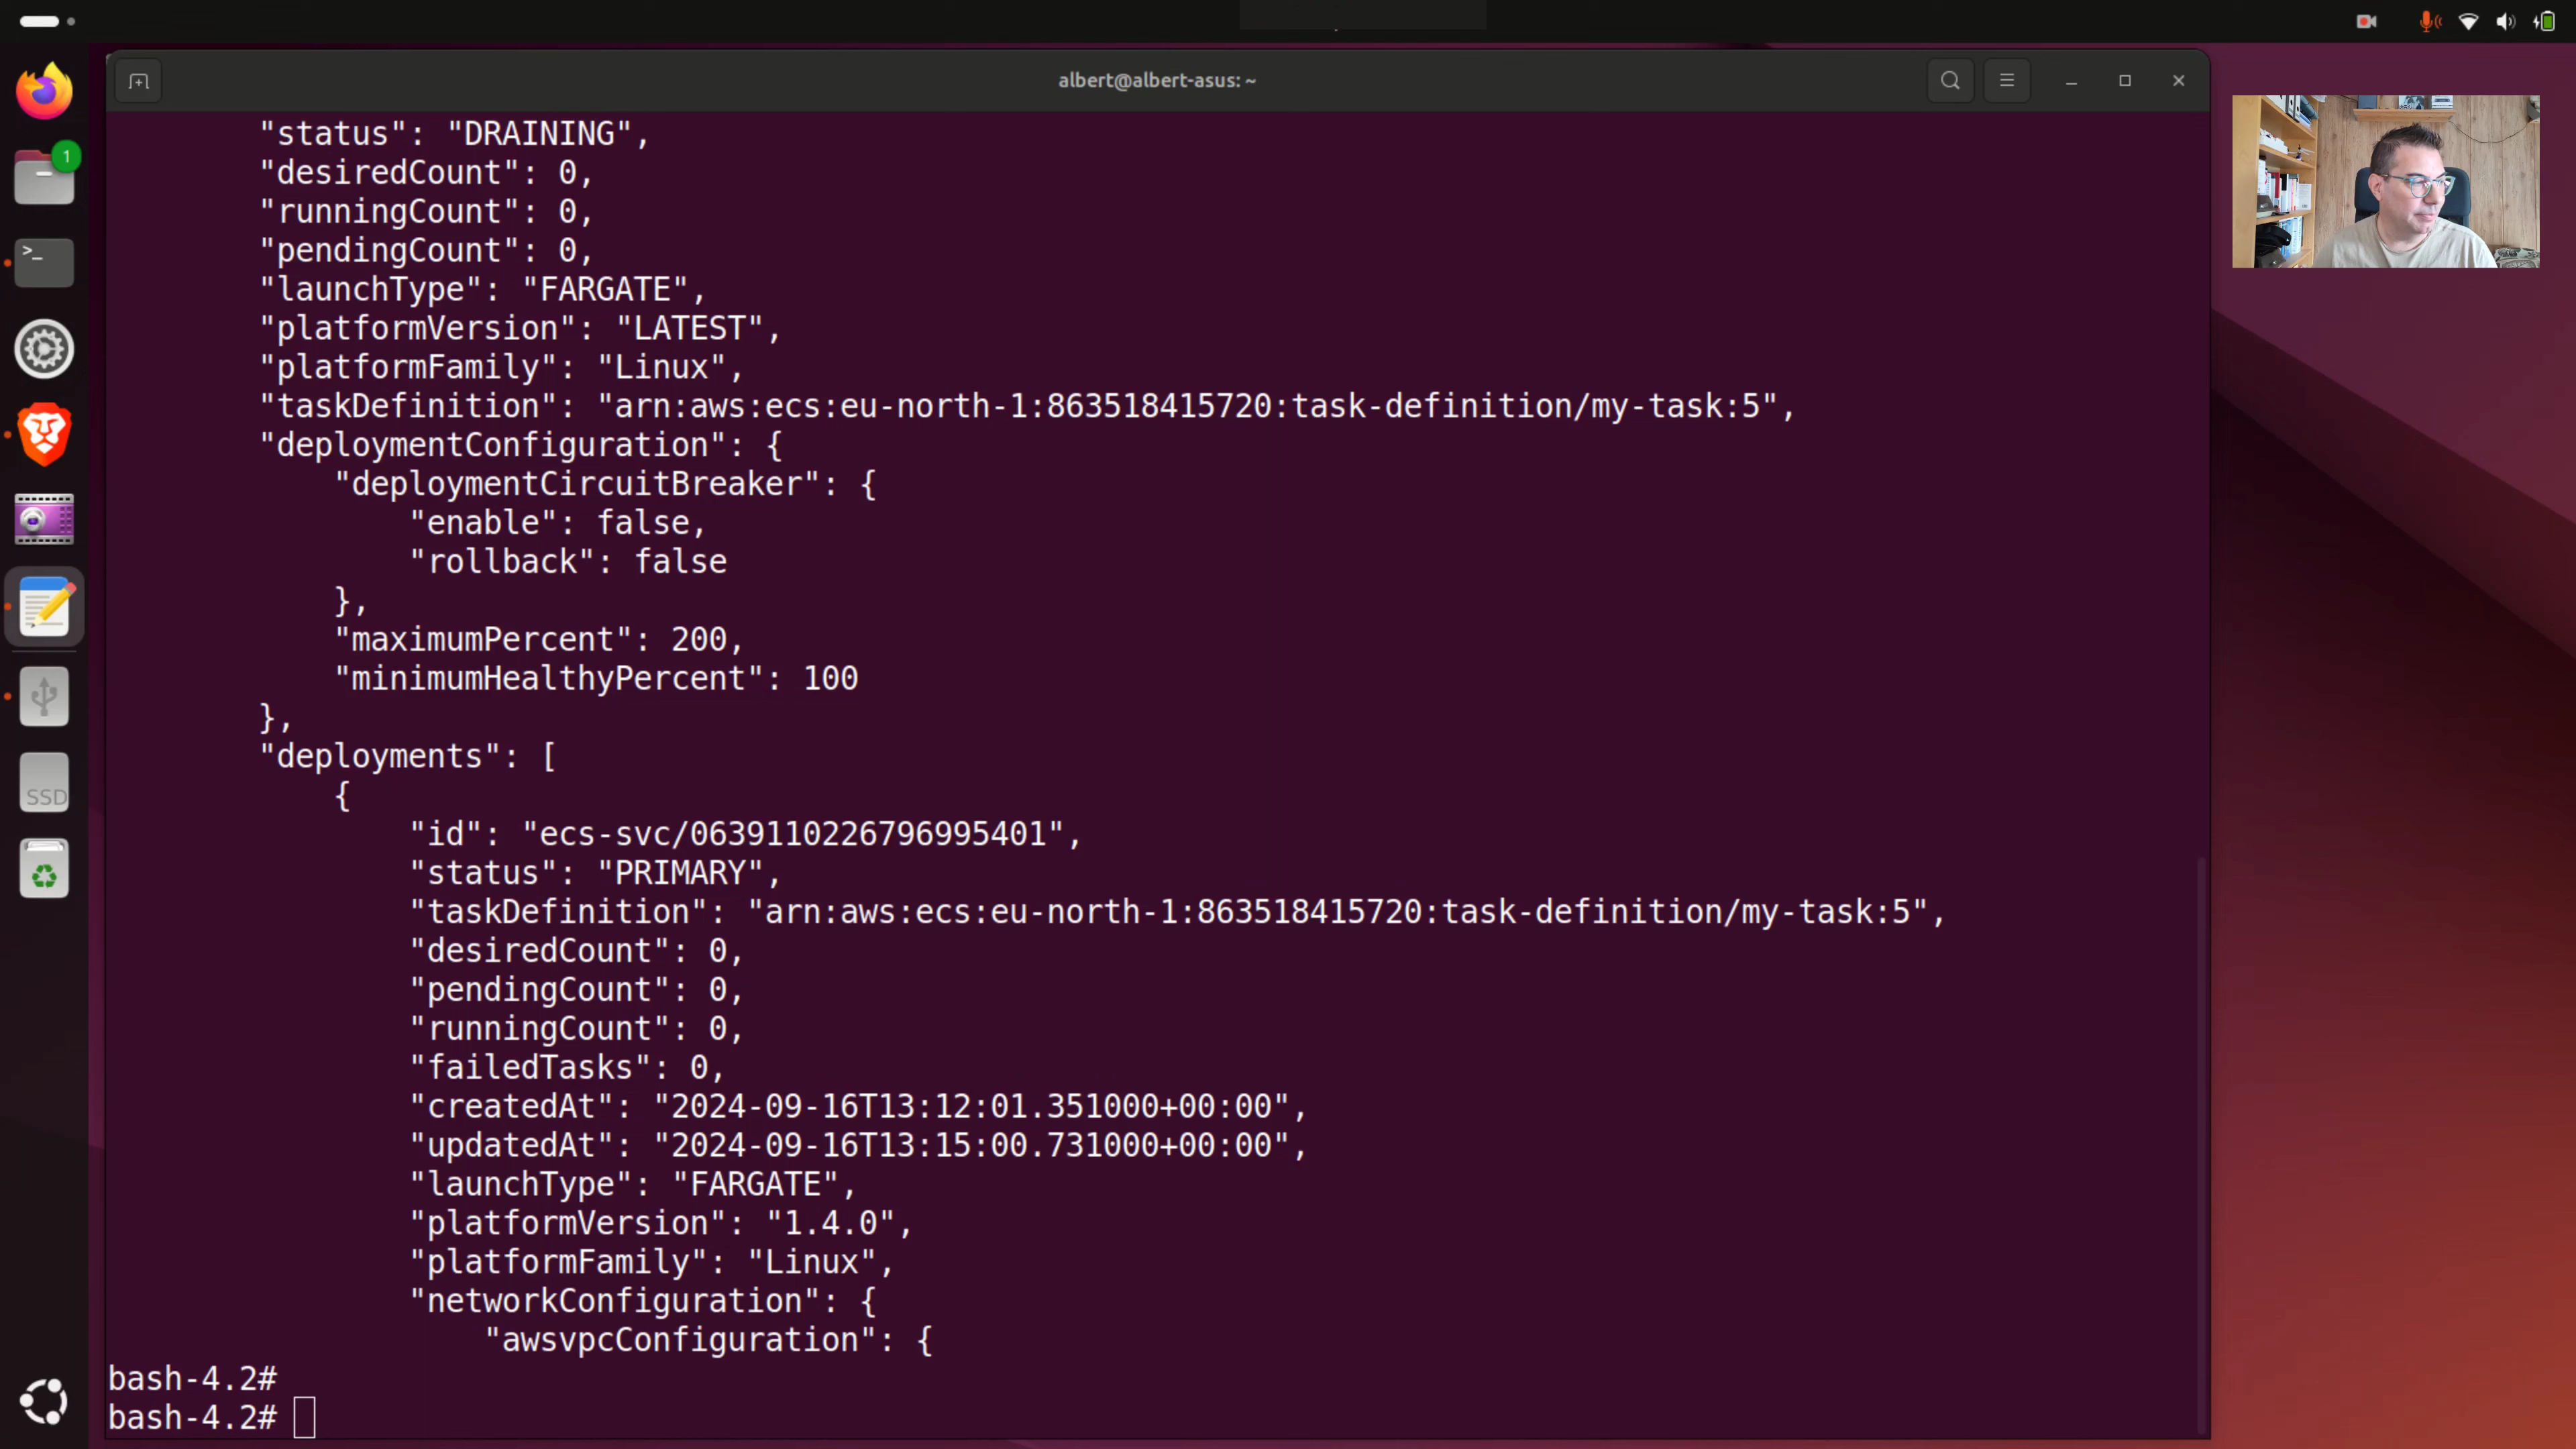 albert@albert-asus: ~
"status": "DRAINING",
"desiredCount": 0,
"runningCount": 0,
"pendingCount": 0,
"launchType": "FARGATE",
"platformVersion": "LATEST",
"platformFamily": "Linux",
"taskDefinition": "arn:aws:ecs:eu-north-1:863518415720:task-definition/my-task:5",
"deploymentConfiguration": {
"deploymentCircuitBreaker": {
"enable": false,
"rollback": false
},
"maximumPercent": 200,
"minimumHealthyPercent": 100
},
"deployments": [
{
"id": "ecs-svc/0639110226796995401",
"status": "PRIMARY",
"taskDefinition": "arn:aws:ecs:eu-north-1:863518415720:task-definition/my-task:5",
"desiredCount": 0,
"pendingCount": 0,
"runningCount": 0,
"failedTasks": 0,
"createdAt": "2024-09-16T13:12:01.351000+00:00",
"updatedAt": "2024-09-16T13:15:00.731000+00:00",
"launchType": "FARGATE",
"platformVersion": "1.4.0",
"platformFamily": "Linux",
"networkConfiguration": {
"awsvpcConfiguration": {
bash-4.2#
bash-4.2#
1
>_
SSD